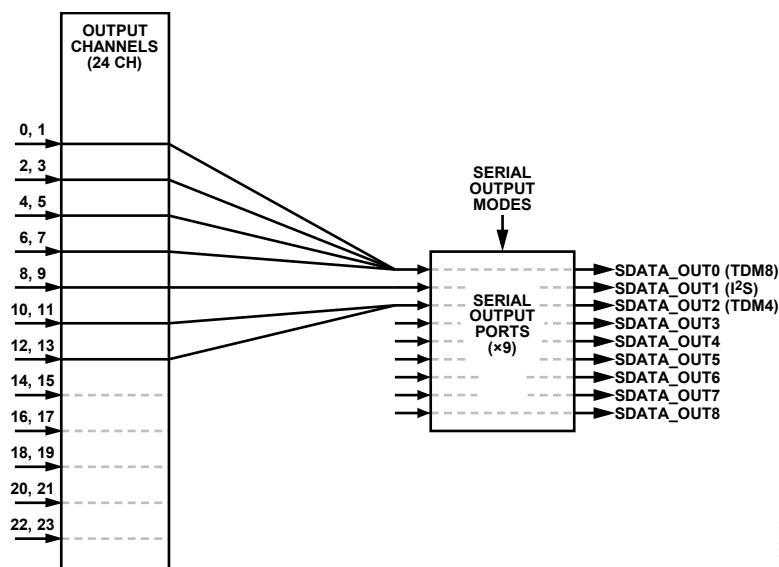 OUTPUT
CHANNELS
(24 CH)
0, 1
2, 3
4, 5
6, 7
8, 9
10, 11
12, 13
14, 15
16, 17
18, 19
20, 21
22, 23
SERIAL
OUTPUT
MODES
SERIAL
OUTPUT
PORTS
(×9)
SDATA_OUT0 (TDM8)
SDATA_OUT1 (I²S)
SDATA_OUT2 (TDM4)
SDATA_OUT3
SDATA_OUT4
SDATA_OUT5
SDATA_OUT6
SDATA_OUT7
SDATA_OUT8